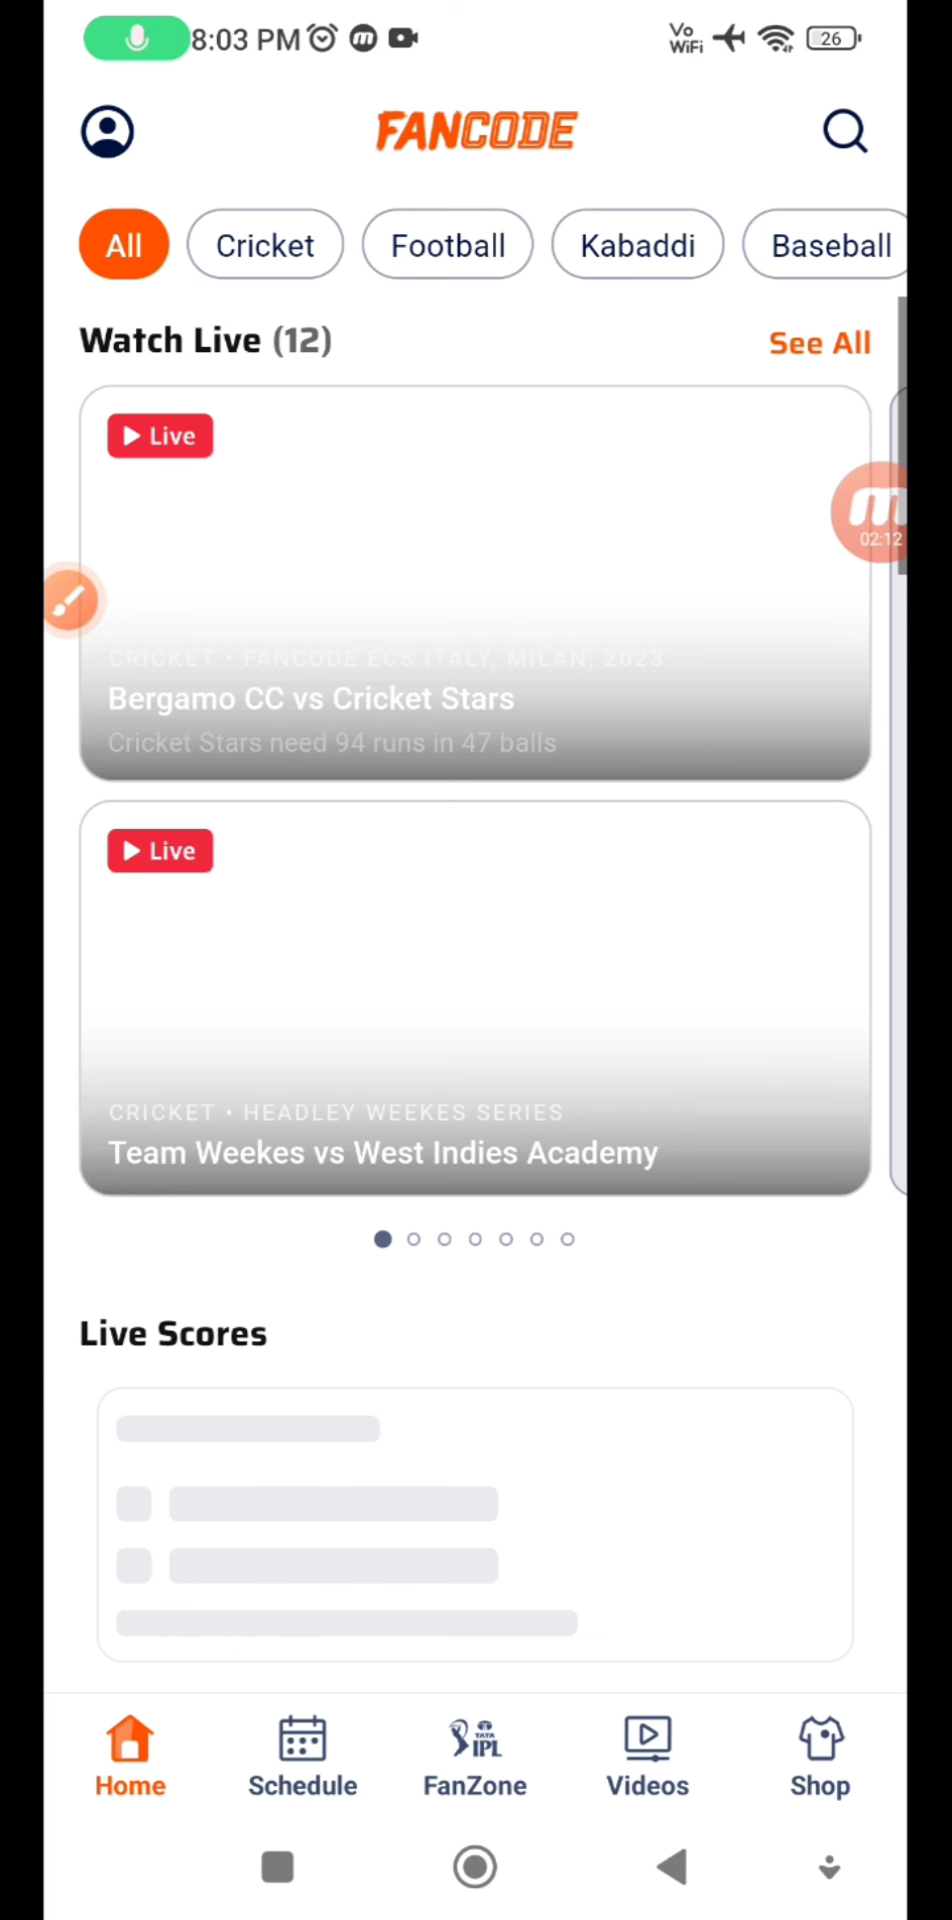 8:03 PM
Vo
WiFi
26
FANCODE
All
Cricket
Football
Kabaddi
Baseball
Watch Live (12)
See All
Live
02:12
CRICKET • FANCODE ECS ITALY, MILAN, 2023
Bergamo CC vs Cricket Stars
Cricket Stars need 94 runs in 47 balls
Live
CRICKET • HEADLEY WEEKES SERIES
Team Weekes vs West Indies Academy
Live Scores
TATA
IPL
Home
Schedule
FanZone
Videos
Shop